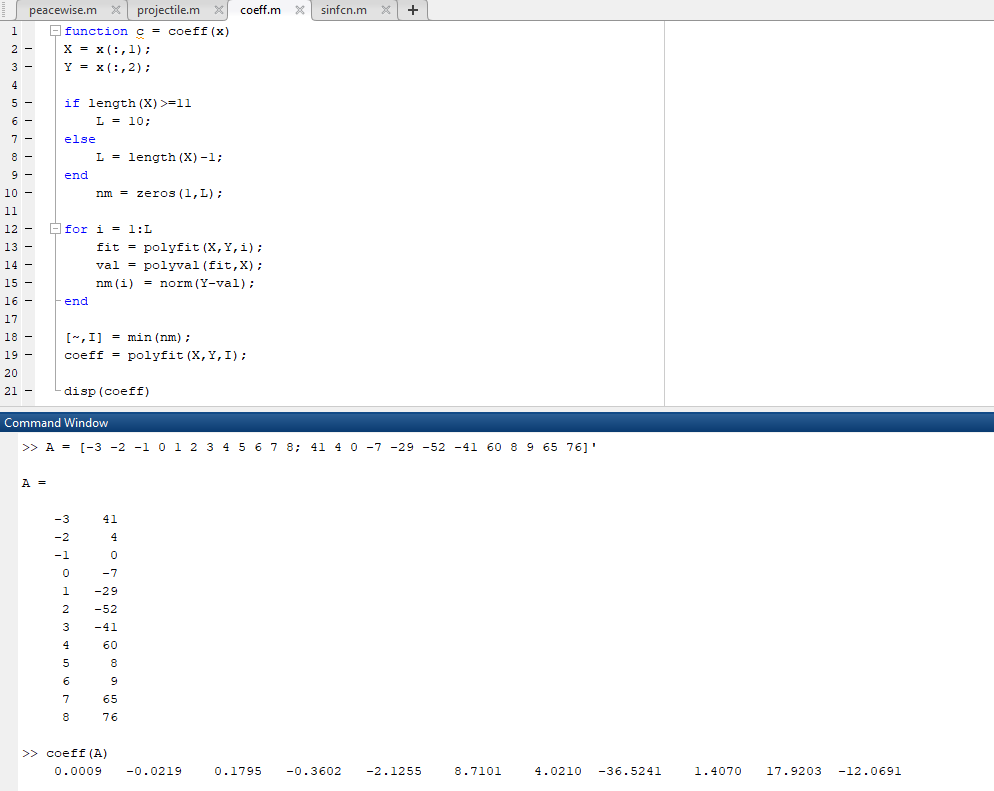 peacewise.m projectile.m coeff.m sinfcn.m
1 function c = coeff(x)
2 X = x(:,1);
3 Y = x(:,2);
4
5 if length(X)>=11
6 L = 10;
7 else
8 L = length(X)-1;
9 end
10 nm = zeros(1,L);
11
12 for i = 1:L
13 fit = polyfit(X,Y,i);
14 val = polyval(fit,X);
15 nm(i) = norm(Y-val);
16 end
17
18 [~,I] = min(nm);
19 coeff = polyfit(X,Y,I);
20
21 disp(coeff)
Command Window
>> A = [-3 -2 -1 0 1 2 3 4 5 6 7 8; 41 4 0 -7 -29 -52 -41 60 8 9 65 76]'
A =
-3 41
-2 4
-1 0
0 -7
1 -29
2 -52
3 -41
4 60
5 8
6 9
7 65
8 76
>> coeff(A)
0.0009 -0.0219 0.1795 -0.3602 -2.1255 8.7101 4.0210 -36.5241 1.4070 17.9203 -12.0691